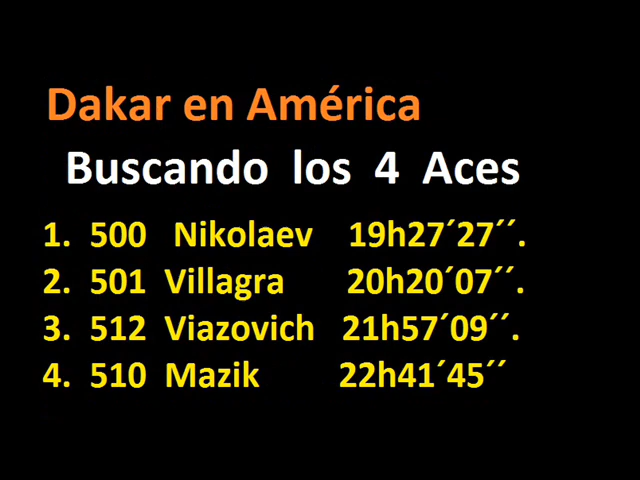 Dakar en América
Buscando los 4 Aces
1. 500 Nikolaev 19h27´27´´.
2. 501 Villagra 20h20´07´´.
3. 512 Viazovich 21h57´09´´.
4. 510 Mazik 22h41´45´´